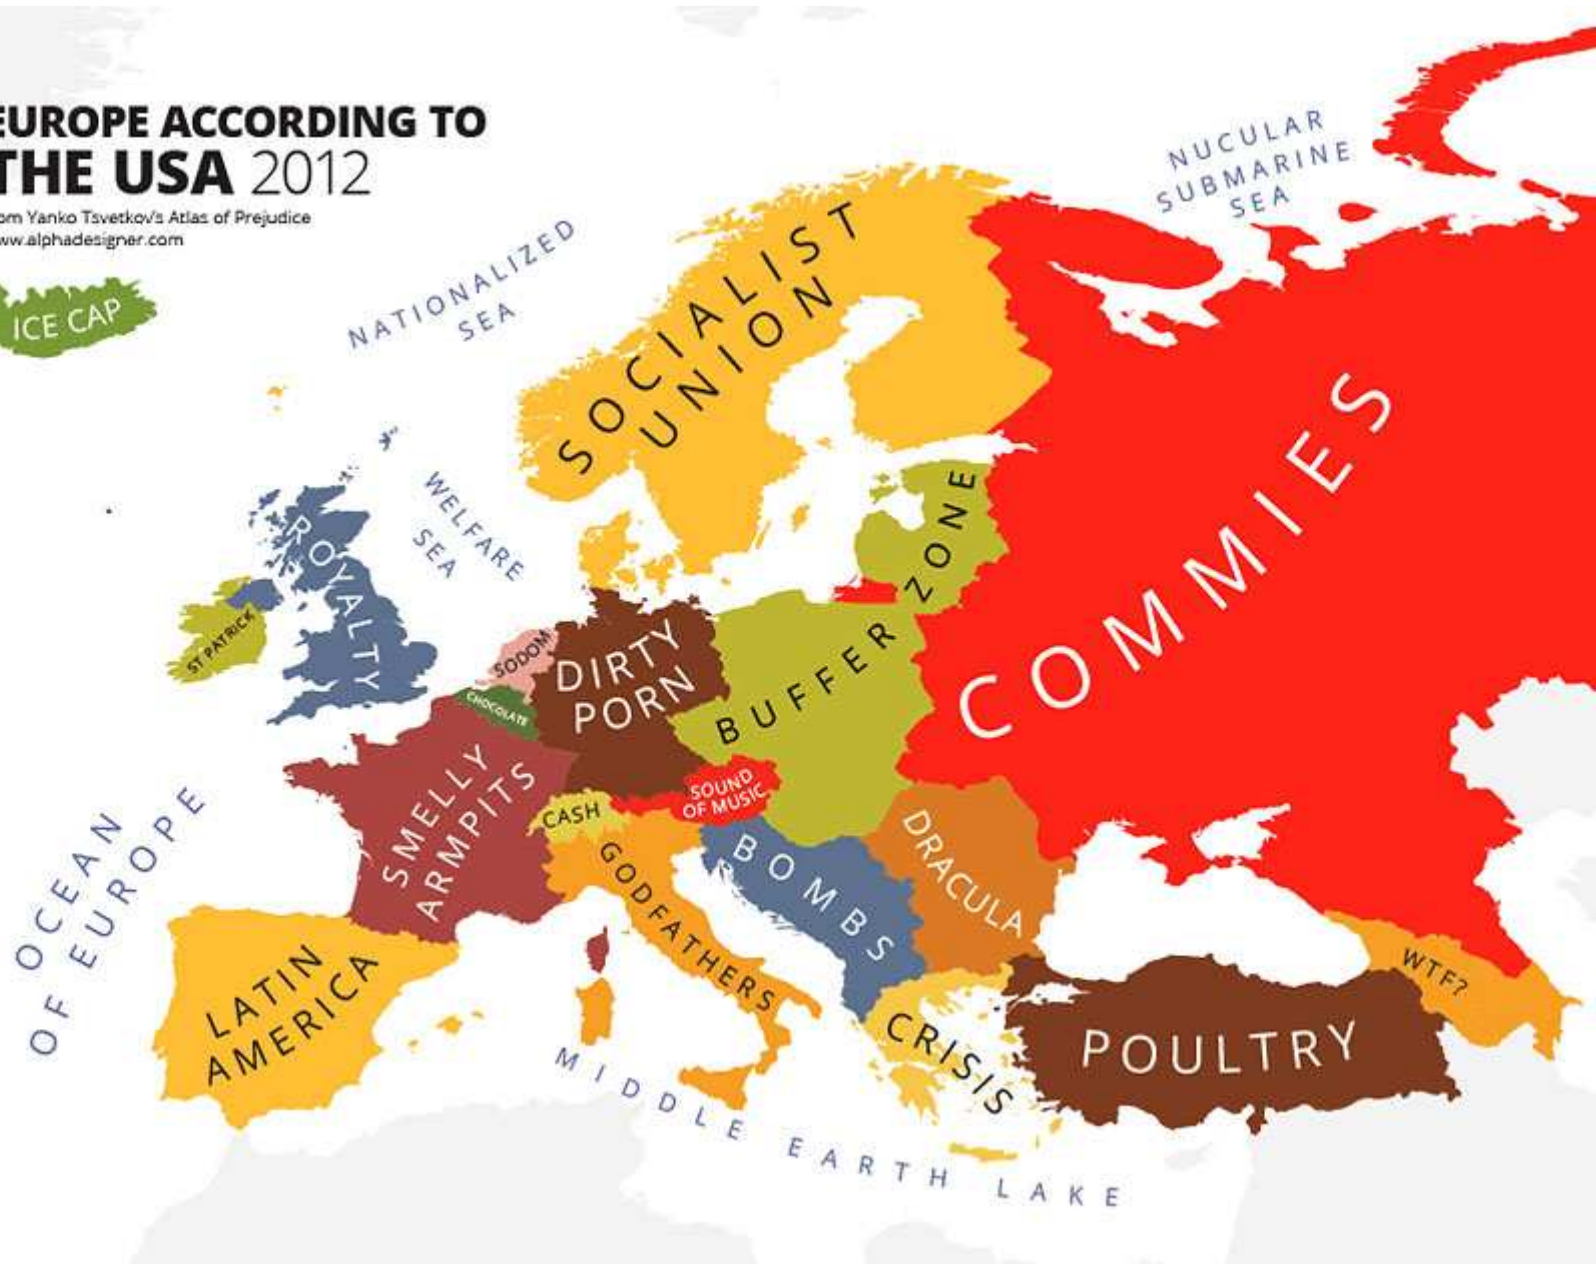 EUROPE ACCORDING TO
THE USA 2012
om Yanko Tsvetkov's Atlas of Prejudice
ww.alphadesigner.com
NUCULAR
SUBMARINE
SEA
NATIONALIZED
SEA
SOCIALIST
UNION
ICE CAP
COMMIES
WELFARE
SEA
ROYALTY
ST PATRICK
BUFFER ZONE
SODOM
DIRTY
PORN
CHOCOLATE
SMELLY
ARMPITS
SOUND
OF MUSIC
CASH
OCEAN
OF EUROPE
GODFATHERS
BOMBS
DRACULA
LATIN
AMERICA
WTF?
CRISIS
POULTRY
MIDDLE EARTH LAKE